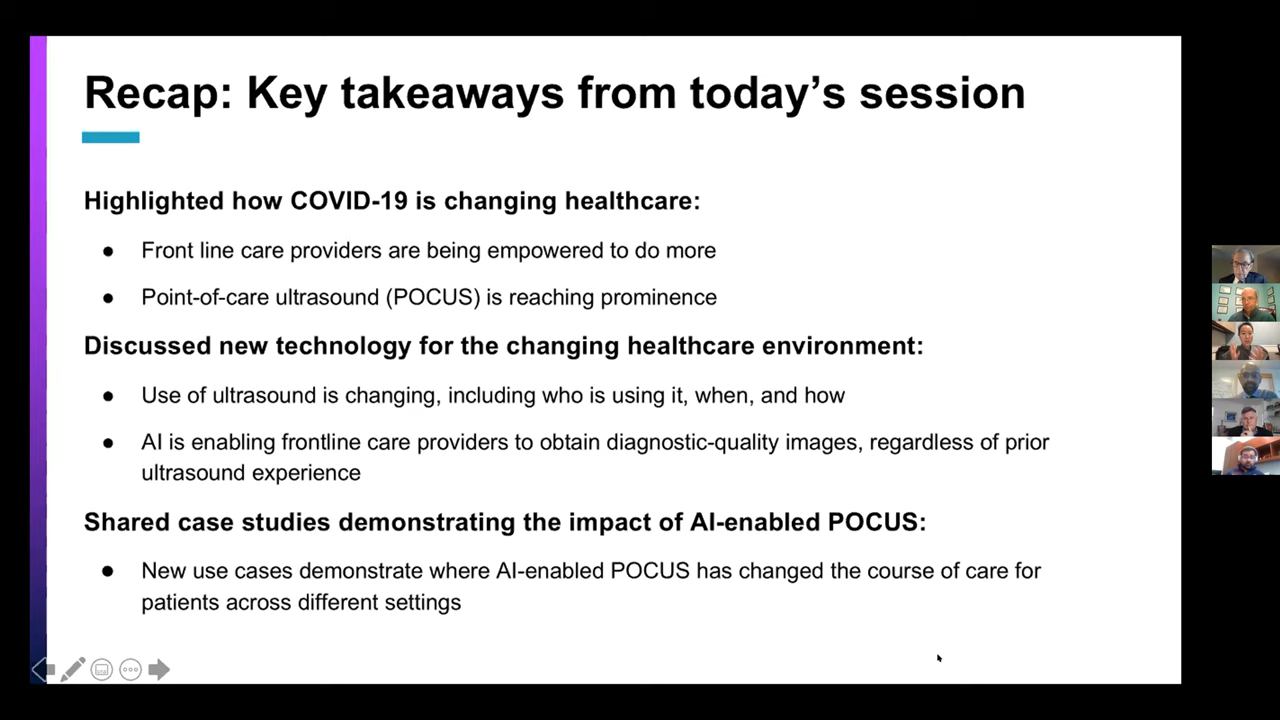 Recap: Key takeaways from today’s session
Highlighted how COVID-19 is changing healthcare:
● Front line care providers are being empowered to do more
● Point-of-care ultrasound (POCUS) is reaching prominence
Discussed new technology for the changing healthcare environment:
● Use of ultrasound is changing, including who is using it, when, and how
● AI is enabling frontline care providers to obtain diagnostic-quality images, regardless of prior
ultrasound experience
Shared case studies demonstrating the impact of AI-enabled POCUS:
● New use cases demonstrate where AI-enabled POCUS has changed the course of care for
patients across different settings